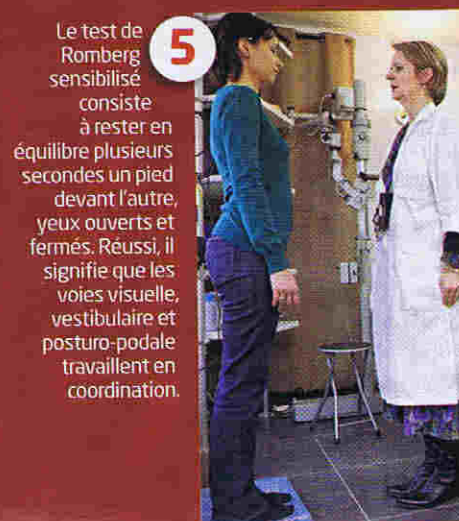 5
Le test de
Romberg
sensibilisé
consiste
à rester en
équilibre plusieurs
secondes un pied
devant l'autre,
yeux ouverts et
fermés. Réussi, il
signifie que les
voies visuelle,
vestibulaire et
posturo-podale
travaillent en
coordination.